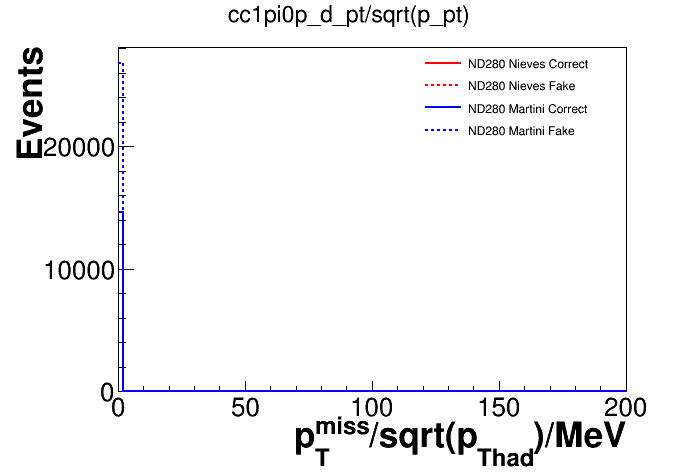 cc1pi0p_d_pt/sqrt(p_pt)
Events
ND280 Nieves Correct
ND280 Nieves Fake
ND280 Martini Correct
ND280 Martini Fake
20000
10000
0
0 50 100 150 200
p_T^miss/sqrt(p_Thad)/MeV